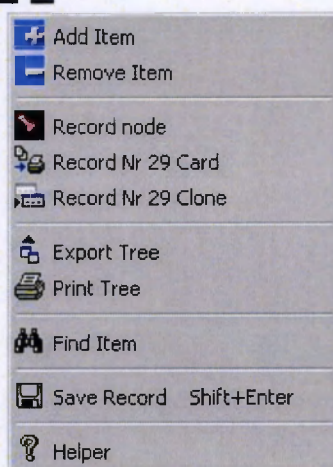 Add Item
Remove Item
Record node
Record Nr 29 Card
Record Nr 29 Clone
Export Tree
Print Tree
Find Item
Save Record Shift+Enter
Helper